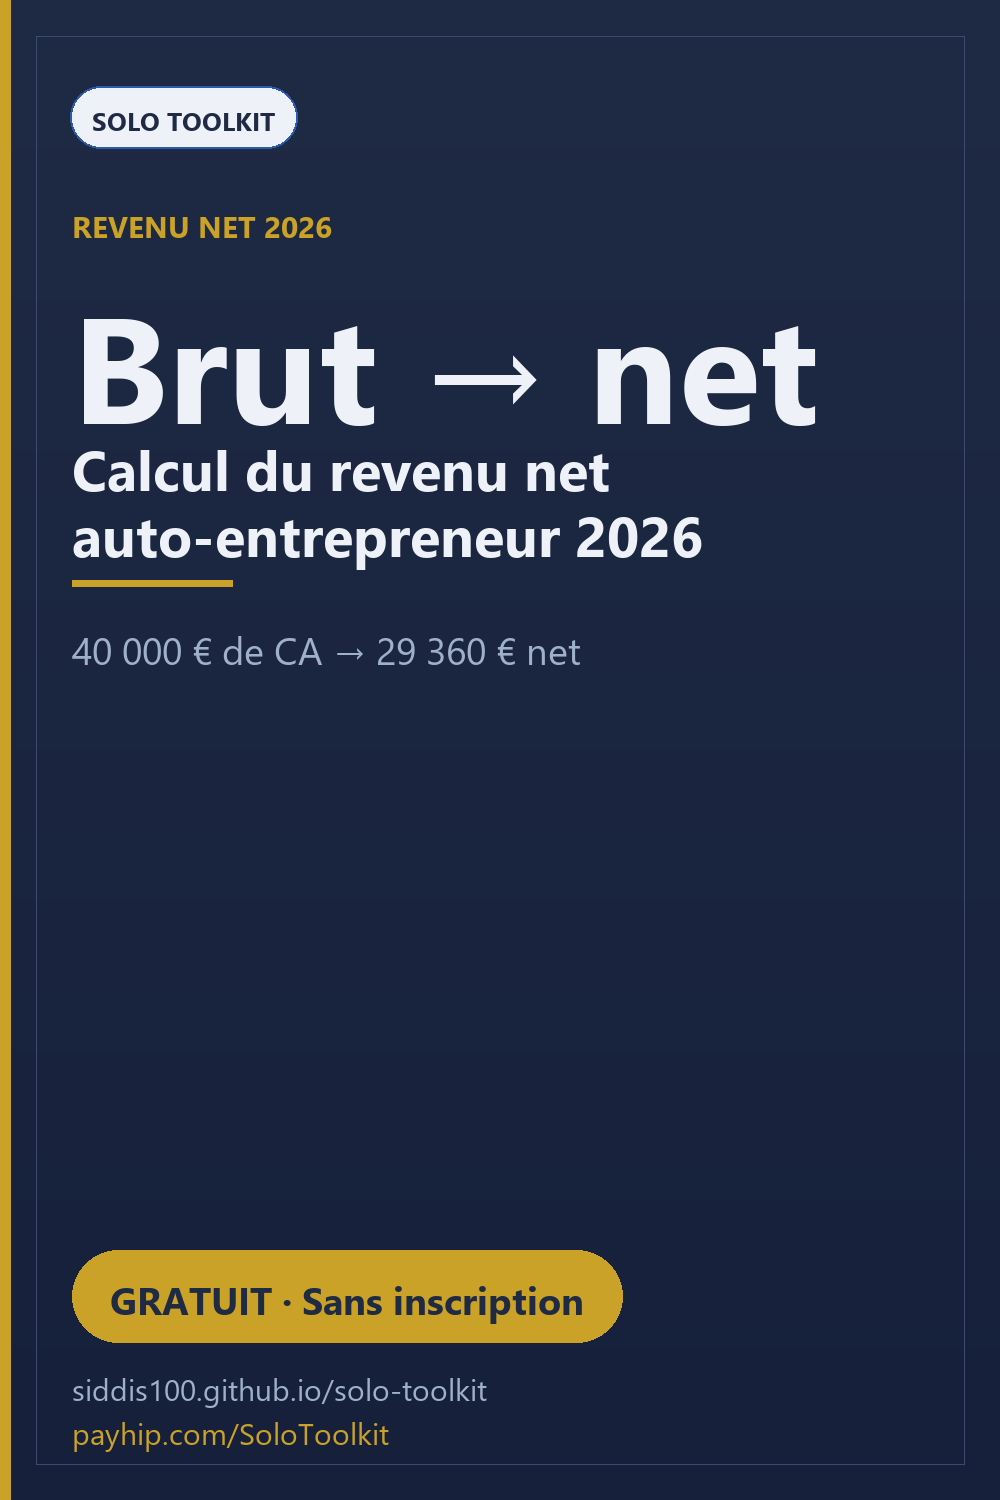 SOLO TOOLKIT
REVENU NET 2026
Brut → net
Calcul du revenu net
auto-entrepreneur 2026
40 000 € de CA → 29 360 € net
GRATUIT · Sans inscription
siddis100.github.io/solo-toolkit
payhip.com/SoloToolkit